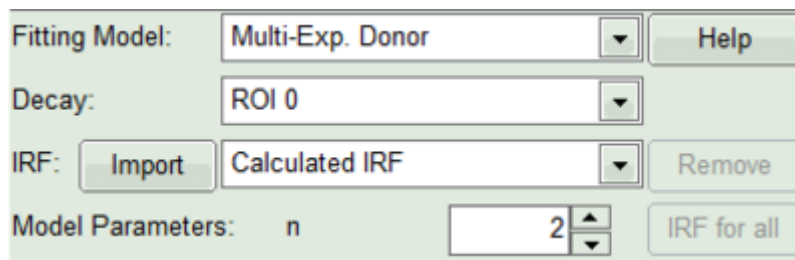 Fitting Model: Multi-Exp. Donor Help
Decay: ROI 0
IRF: Import Calculated IRF Remove
Model Parameters: n 2 IRF for all